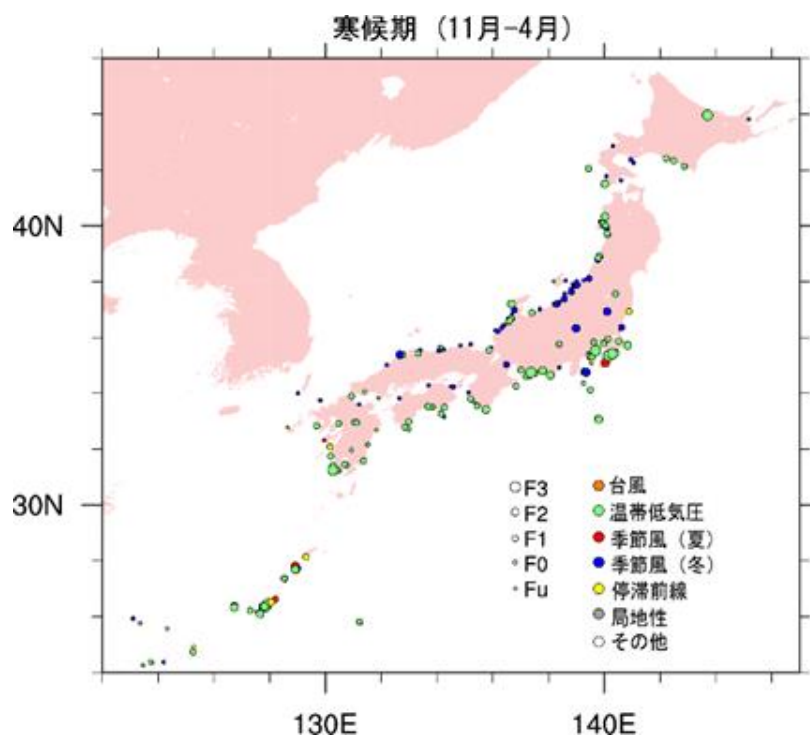 寒候期 (11月-4月)
40N
30N
F3
F2
F1
F0
Fu
台風
温帯低気圧
季節風 (夏)
季節風 (冬)
停滞前線
局地性
その他
130E
140E